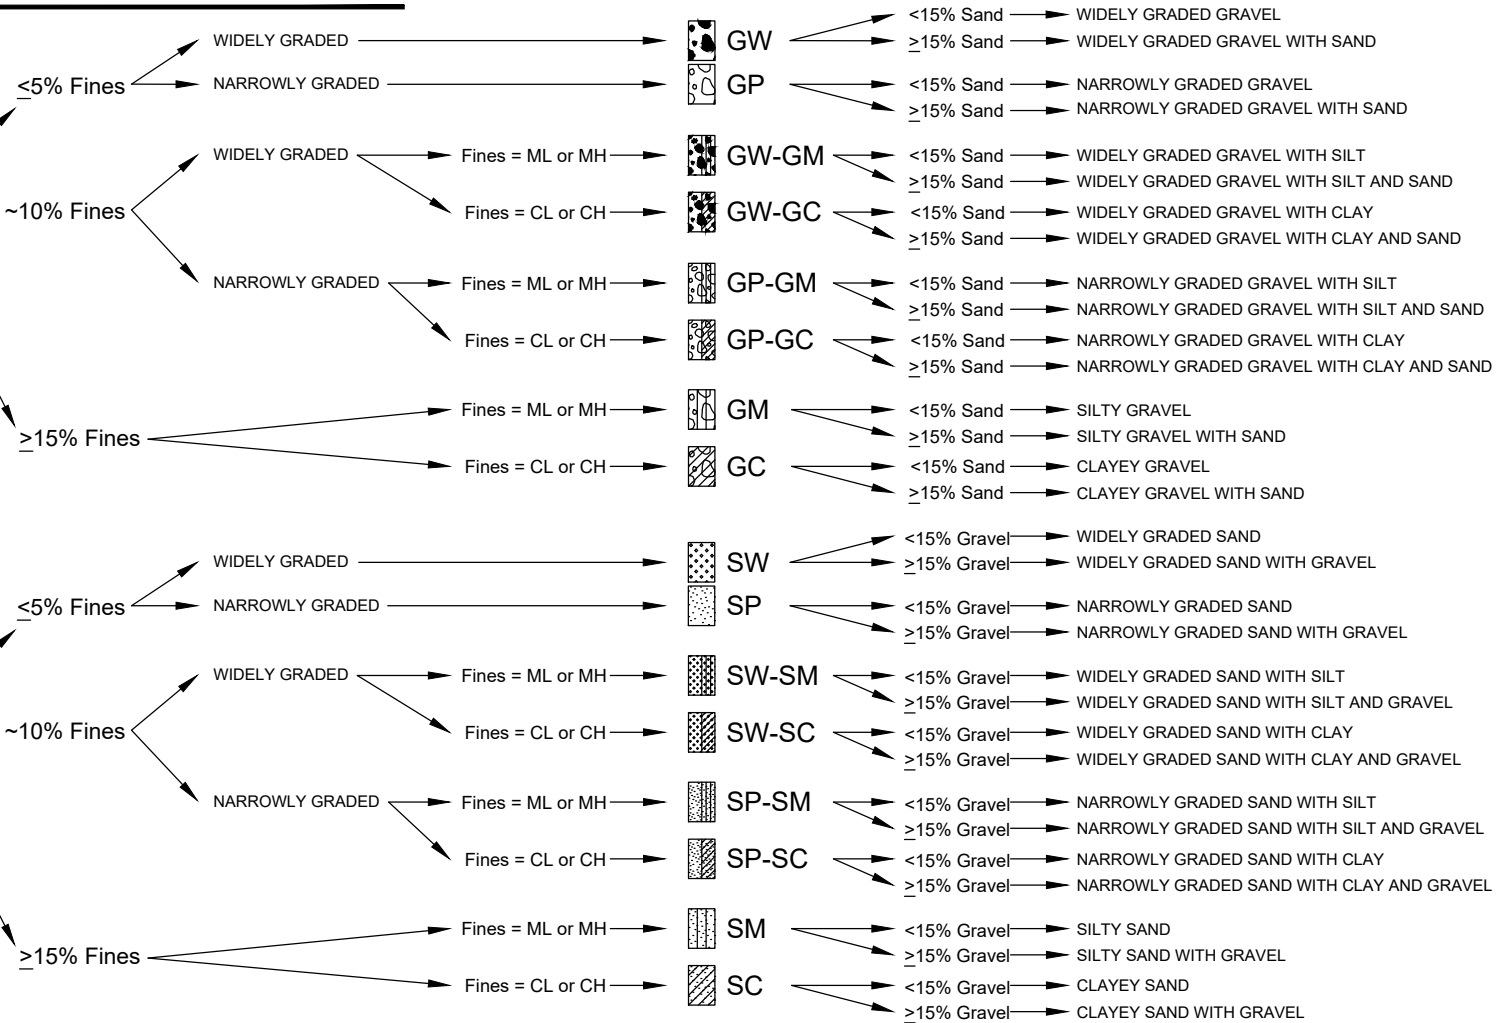 <15% Sand WIDELY GRADED GRAVEL
WIDELY GRADED GW ≥15% Sand WIDELY GRADED GRAVEL WITH SAND
≤5% Fines NARROWLY GRADED GP <15% Sand NARROWLY GRADED GRAVEL
≥15% Sand NARROWLY GRADED GRAVEL WITH SAND
WIDELY GRADED Fines = ML or MH GW-GM <15% Sand WIDELY GRADED GRAVEL WITH SILT
≥15% Sand WIDELY GRADED GRAVEL WITH SILT AND SAND
~10% Fines Fines = CL or CH GW-GC <15% Sand WIDELY GRADED GRAVEL WITH CLAY
≥15% Sand WIDELY GRADED GRAVEL WITH CLAY AND SAND
NARROWLY GRADED Fines = ML or MH GP-GM <15% Sand NARROWLY GRADED GRAVEL WITH SILT
≥15% Sand NARROWLY GRADED GRAVEL WITH SILT AND SAND
Fines = CL or CH GP-GC <15% Sand NARROWLY GRADED GRAVEL WITH CLAY
≥15% Sand NARROWLY GRADED GRAVEL WITH CLAY AND SAND
Fines = ML or MH GM <15% Sand SILTY GRAVEL
≥15% Fines ≥15% Sand SILTY GRAVEL WITH SAND
Fines = CL or CH GC <15% Sand CLAYEY GRAVEL
≥15% Sand CLAYEY GRAVEL WITH SAND
<15% Gravel WIDELY GRADED SAND
WIDELY GRADED SW ≥15% Gravel WIDELY GRADED SAND WITH GRAVEL
≤5% Fines NARROWLY GRADED SP <15% Gravel NARROWLY GRADED SAND
≥15% Gravel NARROWLY GRADED SAND WITH GRAVEL
WIDELY GRADED Fines = ML or MH SW-SM <15% Gravel WIDELY GRADED SAND WITH SILT
≥15% Gravel WIDELY GRADED SAND WITH SILT AND GRAVEL
~10% Fines Fines = CL or CH SW-SC <15% Gravel WIDELY GRADED SAND WITH CLAY
≥15% Gravel WIDELY GRADED SAND WITH CLAY AND GRAVEL
NARROWLY GRADED Fines = ML or MH SP-SM <15% Gravel NARROWLY GRADED SAND WITH SILT
≥15% Gravel NARROWLY GRADED SAND WITH SILT AND GRAVEL
Fines = CL or CH SP-SC <15% Gravel NARROWLY GRADED SAND WITH CLAY
≥15% Gravel NARROWLY GRADED SAND WITH CLAY AND GRAVEL
Fines = ML or MH SM <15% Gravel SILTY SAND
≥15% Fines ≥15% Gravel SILTY SAND WITH GRAVEL
Fines = CL or CH SC <15% Gravel CLAYEY SAND
≥15% Gravel CLAYEY SAND WITH GRAVEL